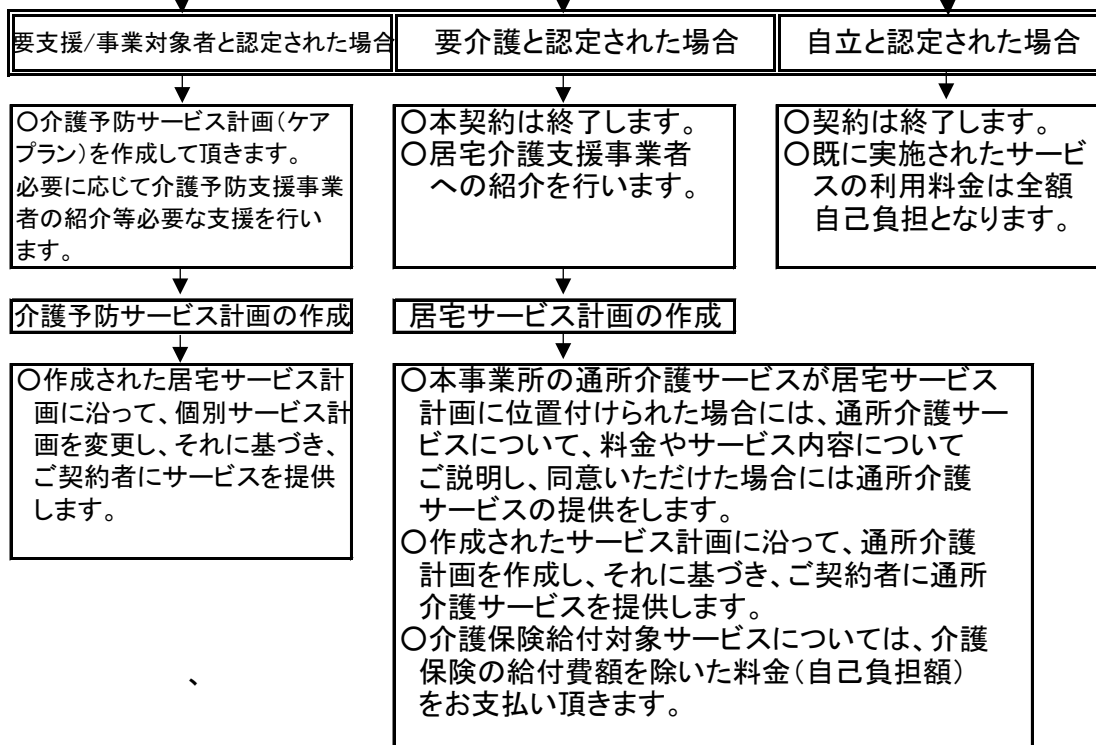 要支援/事業対象者と認定された場合
要介護と認定された場合
自立と認定された場合
〇介護予防サービス計画(ケア
プラン)を作成して頂きます。
必要に応じて介護予防支援事業
者の紹介等必要な支援を行い
ます。
〇本契約は終了します。
〇居宅介護支援事業者
への紹介を行います。
〇契約は終了します。
〇既に実施されたサービ
スの利用料金は全額
自己負担となります。
介護予防サービス計画の作成
居宅サービス計画の作成
〇作成された居宅サービス計
画に沿って、個別サービス計
画を変更し、それに基づき、
ご契約者にサービスを提供
します。
〇本事業所の通所介護サービスが居宅サービス
計画に位置付けられた場合には、通所介護サー
ビスについて、料金やサービス内容について
ご説明し、同意いただけた場合には通所介護
サービスの提供をします。
〇作成されたサービス計画に沿って、通所介護
計画を作成し、それに基づき、ご契約者に通所
介護サービスを提供します。
〇介護保険給付対象サービスについては、介護
保険の給付費額を除いた料金(自己負担額)
をお支払い頂きます。
、